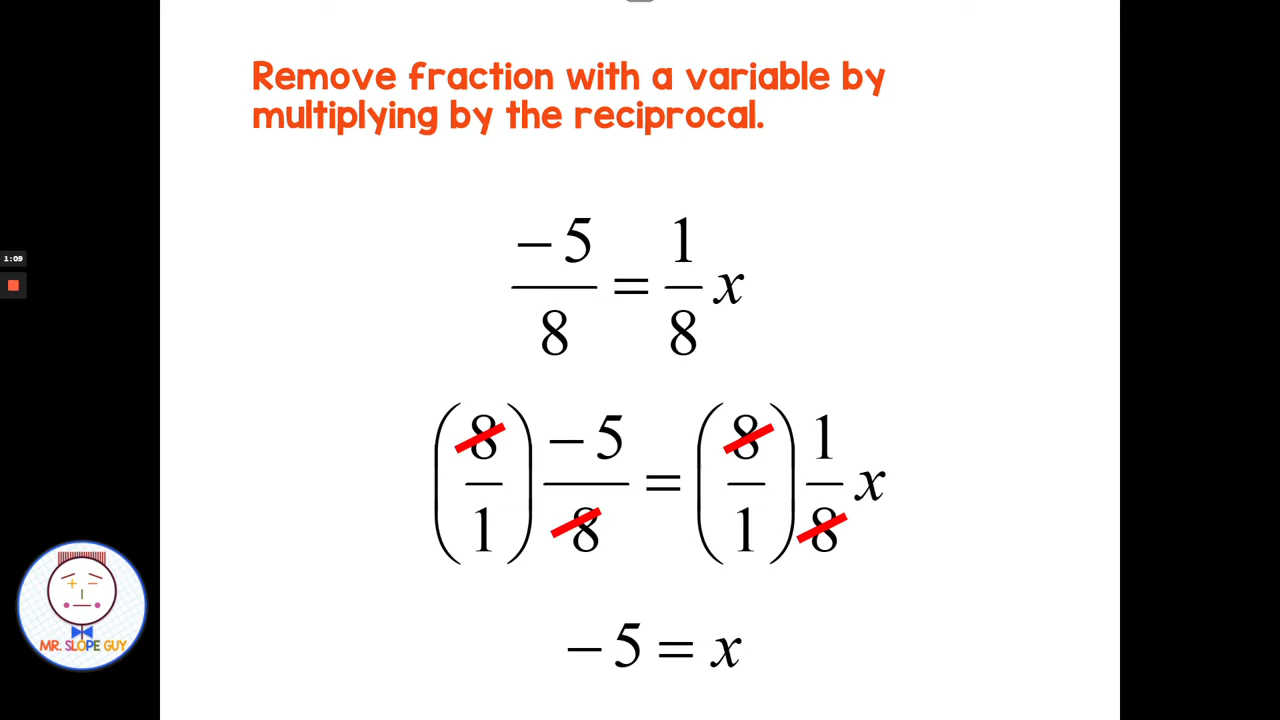 Remove fraction with a variable by
multiplying by the reciprocal.
−5/8 = 1/8 x
1:09
(8/1) −5/8 = (8/1) 1/8 x
−5 = x
MR. SLOPE GUY